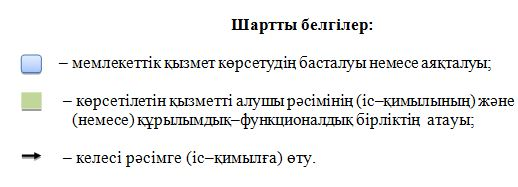 Шартты белгілер:
– мемлекеттік қызмет көрсетудің басталуы немесе аяқталуы;
– көрсетілетін қызметті алушы рәсімінің (іс–қимылының) және
(немесе) құрылымдық–функционалдық бірліктің атауы;
– келесі рәсімге (іс–қимылға) өту.